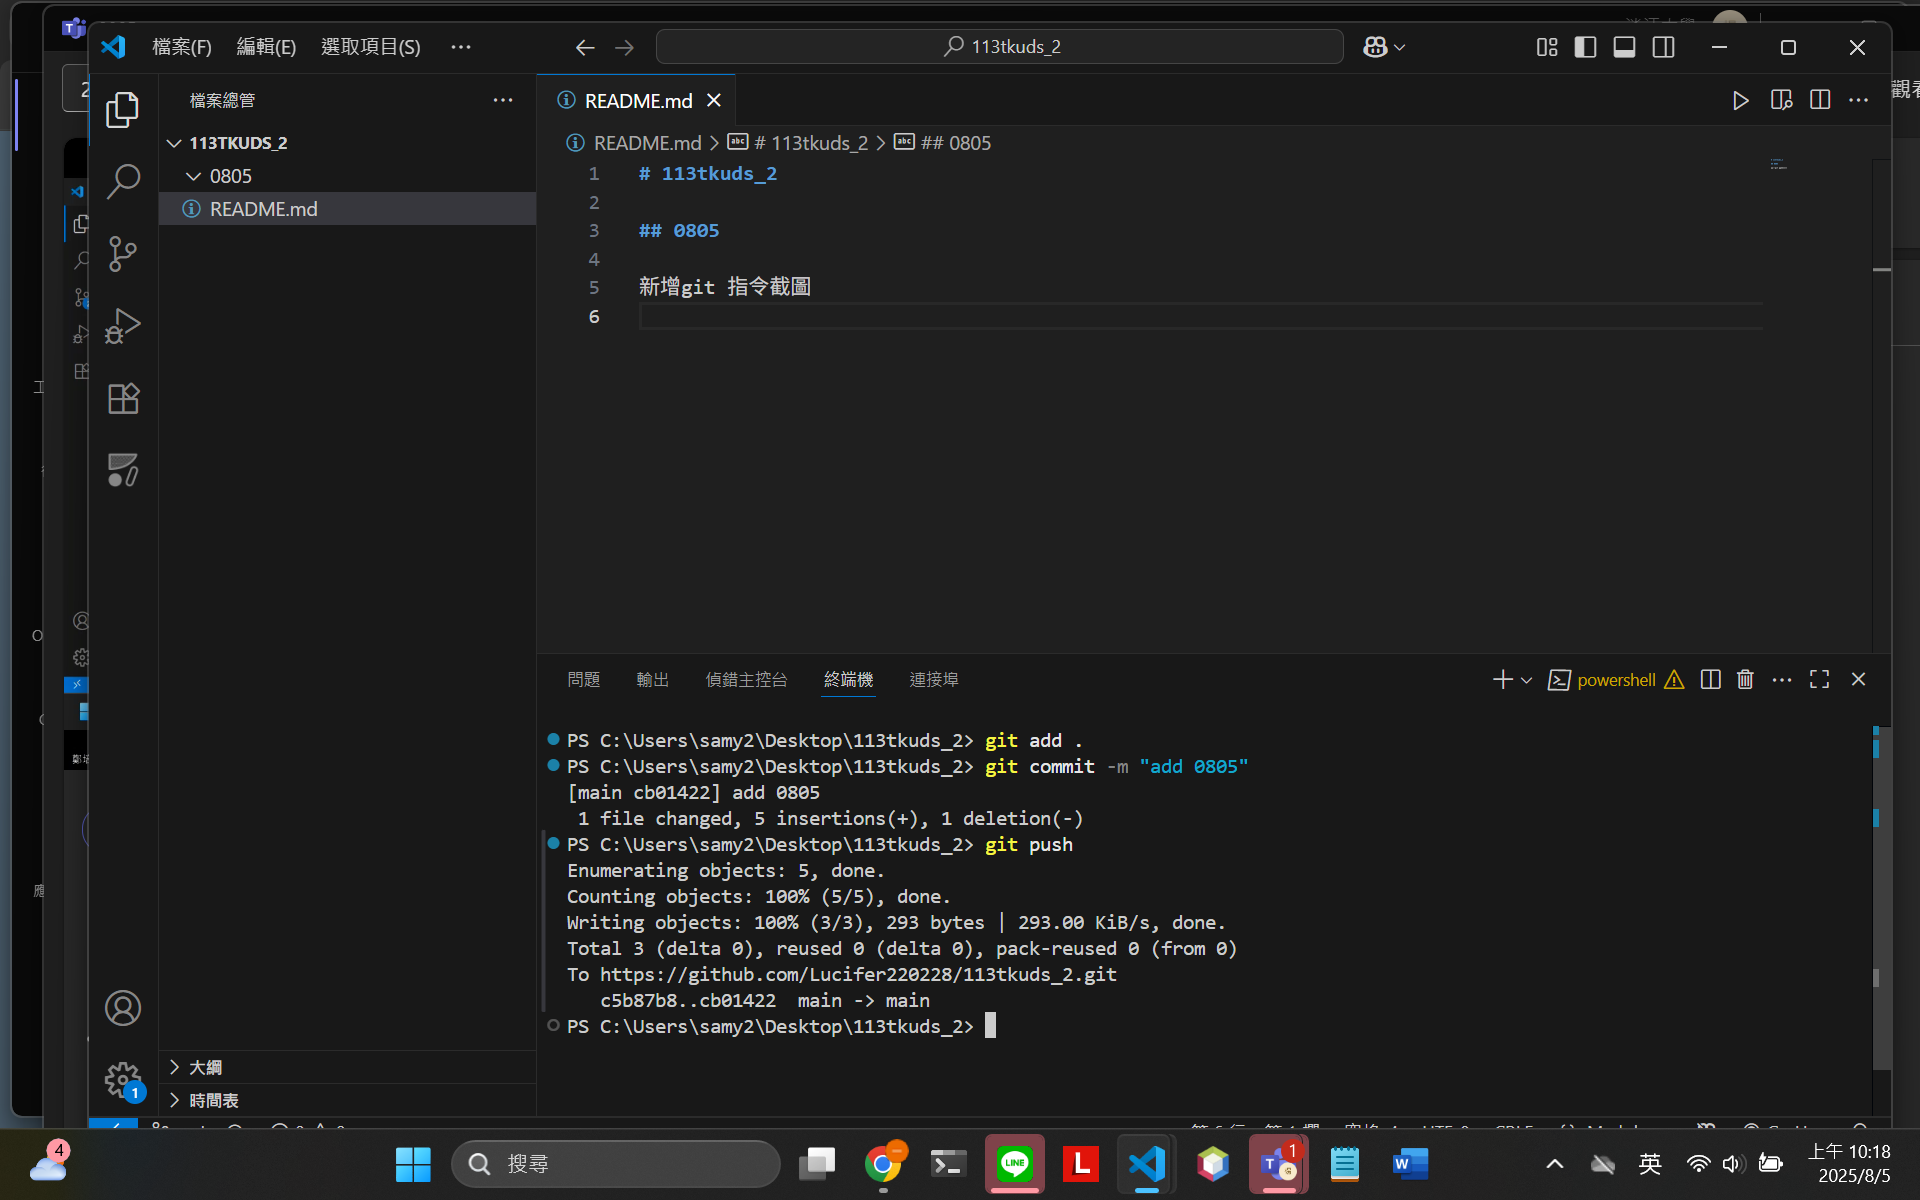 檔案(F) 編輯(E) 選取項目(S) ··· 113tkuds_2
檔案總管
113TKUDS_2
0805
README.md
README.md
README.md > # 113tkuds_2 > ## 0805
1 # 113tkuds_2
2
3 ## 0805
4
5 新增git 指令截圖
6
問題 輸出 偵錯主控台 終端機 連接埠 powershell
PS C:\Users\samy2\Desktop\113tkuds_2> git add .
PS C:\Users\samy2\Desktop\113tkuds_2> git commit -m "add 0805"
[main cb01422] add 0805
1 file changed, 5 insertions(+), 1 deletion(-)
PS C:\Users\samy2\Desktop\113tkuds_2> git push
Enumerating objects: 5, done.
Counting objects: 100% (5/5), done.
Writing objects: 100% (3/3), 293 bytes | 293.00 KiB/s, done.
Total 3 (delta 0), reused 0 (delta 0), pack-reused 0 (from 0)
To https://github.com/Lucifer220228/113tkuds_2.git
c5b87b8..cb01422 main -> main
PS C:\Users\samy2\Desktop\113tkuds_2>
大綱
時間表
1
4
搜尋
LINE
L
1
英
上午 10:18
2025/8/5